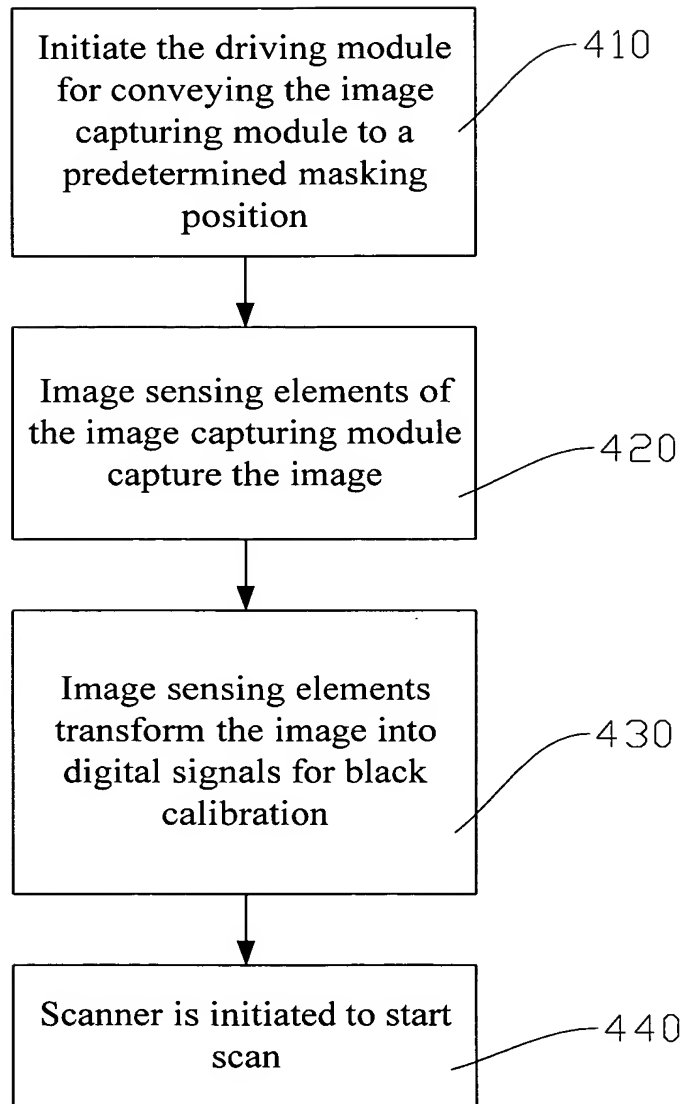 Initiate the driving module
for conveying the image
capturing module to a
predetermined masking
position
410
Image sensing elements of
the image capturing module
capture the image
420
Image sensing elements
transform the image into
digital signals for black
calibration
430
Scanner is initiated to start
scan
440